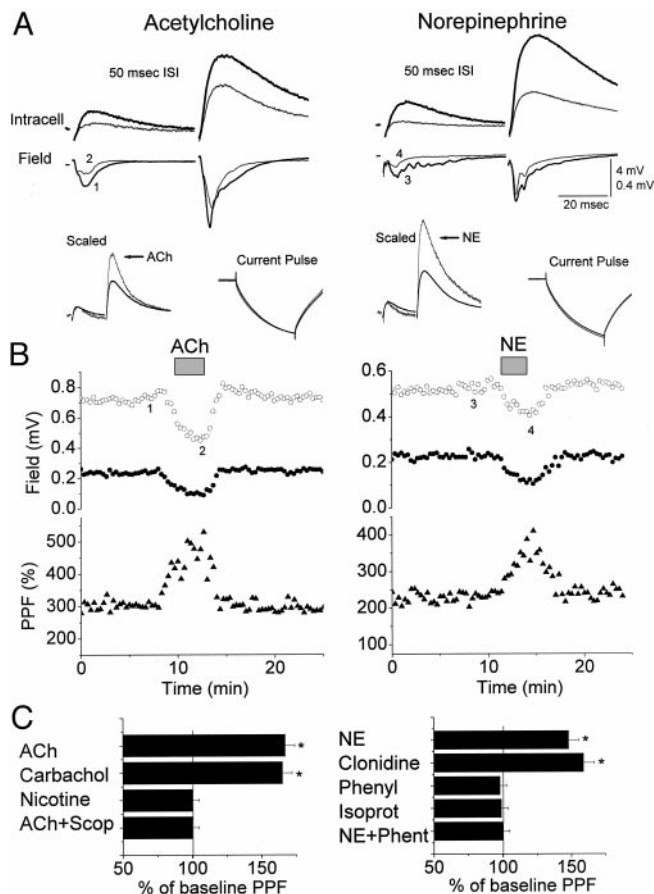 A
Acetylcholine
Norepinephrine
50 msec ISI
50 msec ISI
Intracell
Field
2
1
4
3
4 mV
0.4 mV
20 msec
Scaled
ACh
Current Pulse
Scaled
NE
Current Pulse
B
ACh
NE
0.8
0.6
0.4
0.2
0.0
Field (mV)
1
2
0.6
0.4
0.2
0.0
3
4
500
400
300
200
PPF (%)
400
300
200
100
0 10 20
Time (min)
0 10 20
Time (min)
C
ACh *
Carbachol *
Nicotine
ACh+Scop
50 100 150
% of baseline PPF
NE *
Clonidine *
Phenyl
Isoprot
NE+Phent
50 100 150
% of baseline PPF